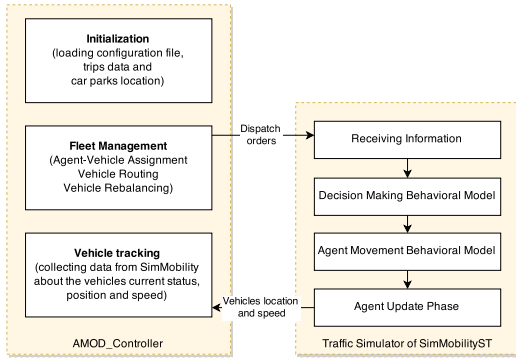 Initialization
(loading configuration file,
trips data and
car parks location)
Fleet Management
(Agent-Vehicle Assignment
Vehicle Routing
Vehicle Rebalancing)
Vehicle tracking
(collecting data from SimMobility
about the vehicles current status,
position and speed)
AMOD_Controller
Dispatch
orders
Vehicles location
and speed
Receiving Information
Decision Making Behavioral Model
Agent Movement Behavioral Model
Agent Update Phase
Traffic Simulator of SimMobilityST